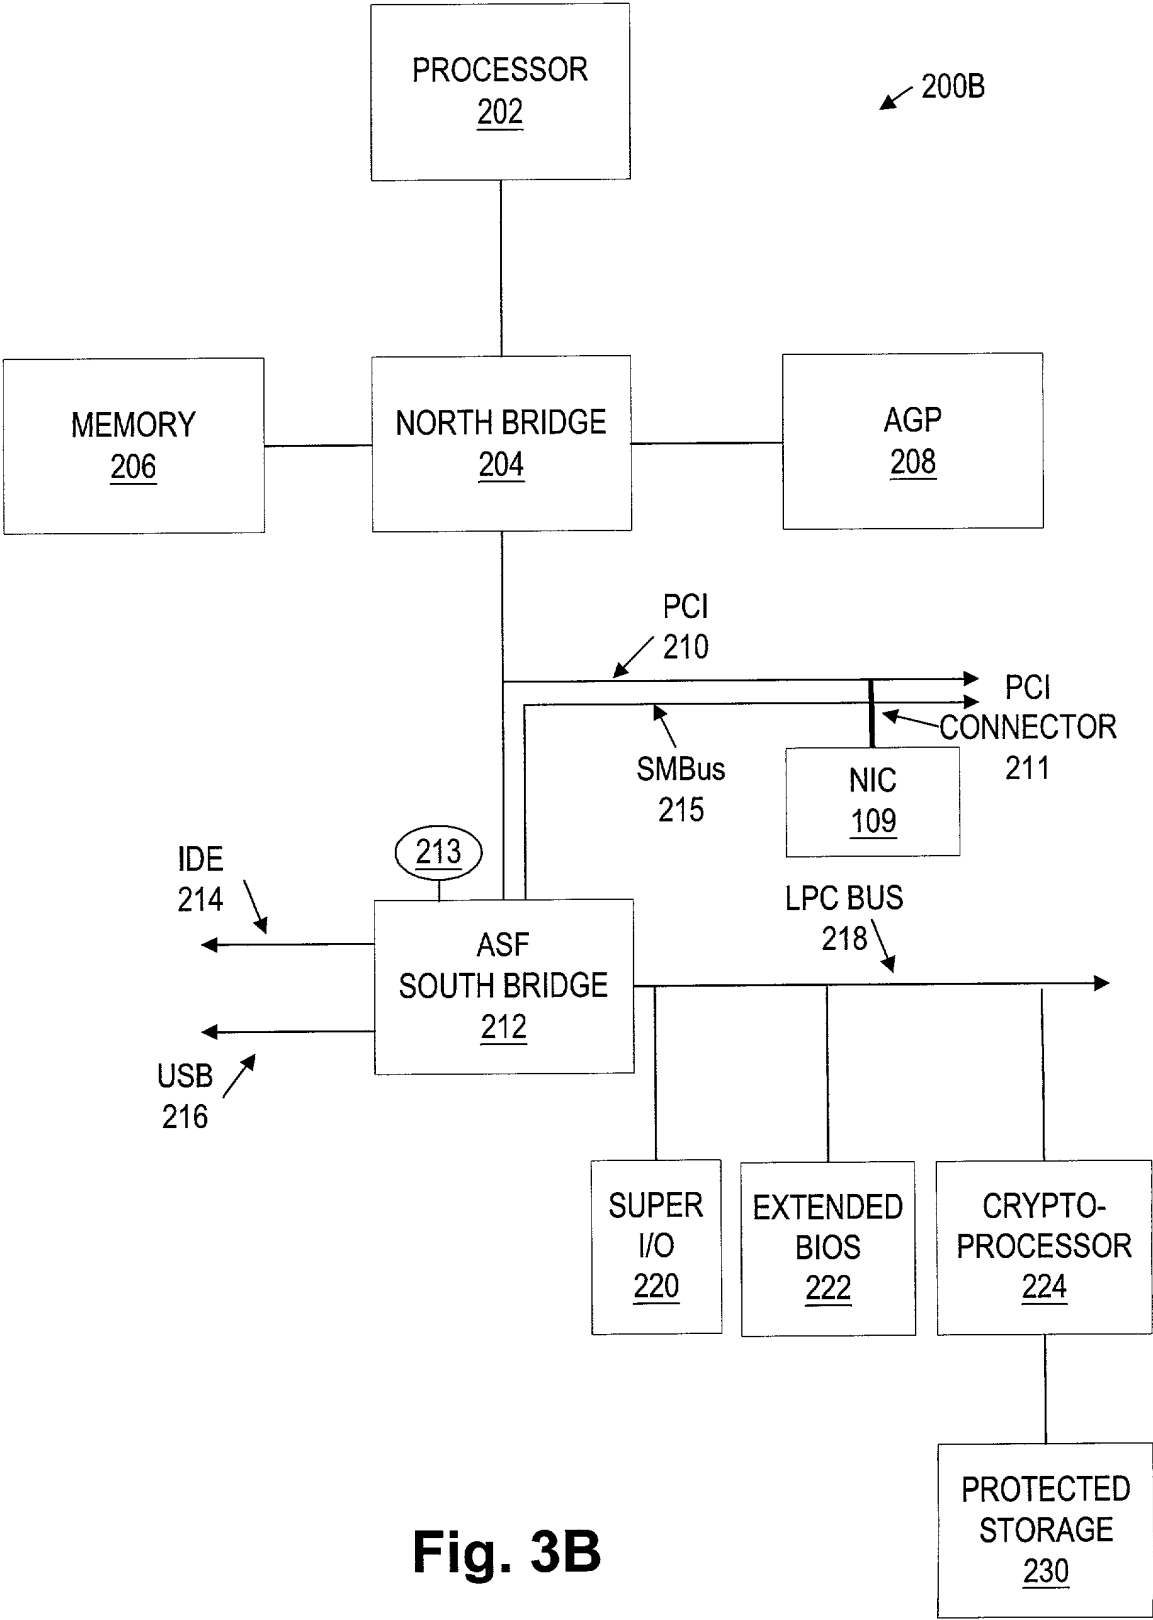 PROCESSOR
202
200B
MEMORY
206
NORTH BRIDGE
204
AGP
208
PCI
210
PCI
CONNECTOR
211
SMBus
215
NIC
109
213
IDE
214
ASF
SOUTH BRIDGE
212
LPC BUS
218
USB
216
SUPER
I/O
220
EXTENDED
BIOS
222
CRYPTO-
PROCESSOR
224
PROTECTED
STORAGE
230
Fig. 3B